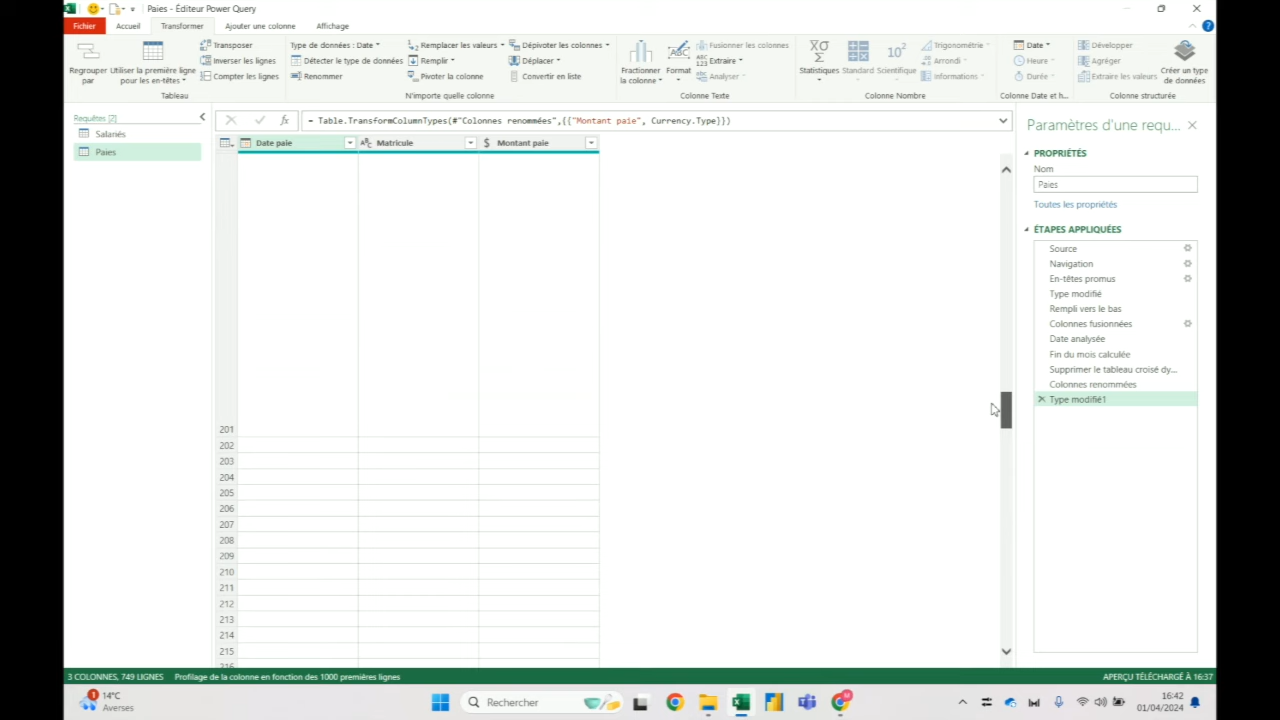 Paies - Éditeur Power Query
Fichier Accueil Transformer Ajouter une colonne Affichage
Regrouper par
Utiliser la première ligne pour les en-têtes
Transposer
Inverser les lignes
Compter les lignes
Tableau
Type de données : Date
Détecter le type de données
Renommer
Remplacer les valeurs
Remplir
Pivoter la colonne
Dépivoter les colonnes
Déplacer
Convertir en liste
N'importe quelle colonne
Fractionner la colonne
Format
Fusionner les colonnes
Extraire
Analyser
Colonne Texte
Statistiques
Standard
Scientifique
Trigonométrie
Arrondi
Informations
Colonne Nombre
Date
Heure
Durée
Colonne Date et h...
Développer
Agréger
Extraire les valeurs
Colonne structurée
Créer un type de données
Requêtes [2]
Salariés
Paies
= Table.TransformColumnTypes(#"Colonnes renommées",{{"Montant paie", Currency.Type}})
Date paie Matricule Montant paie
201
202
203
204
205
206
207
208
209
210
211
212
213
214
215
216
Paramètres d'une requ...
PROPRIÉTÉS
Nom
Paies
Toutes les propriétés
ÉTAPES APPLIQUÉES
Source
Navigation
En-têtes promus
Type modifié
Rempli vers le bas
Colonnes fusionnées
Date analysée
Fin du mois calculée
Supprimer le tableau croisé dy...
Colonnes renommées
Type modifié1
3 COLONNES, 749 LIGNES Profilage de la colonne en fonction des 1000 premières lignes APERÇU TÉLÉCHARGÉ À 16:37
14°C
Averses
Rechercher
16:42
01/04/2024